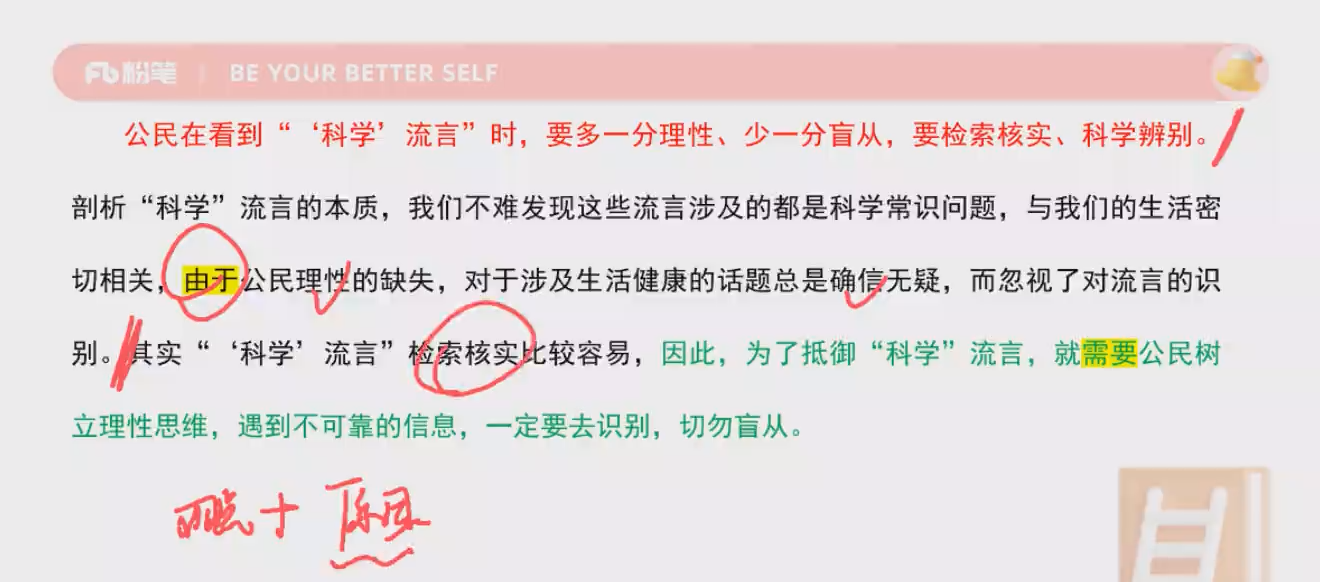 粉笔 | BE YOUR BETTER SELF
公民在看到“‘科学’流言”时，要多一分理性、少一分盲从，要检索核实、科学辨别。
剖析“科学”流言的本质，我们不难发现这些流言涉及的都是科学常识问题，与我们的生活密
切相关，由于公民理性的缺失，对于涉及生活健康的话题总是确信无疑，而忽视了对流言的识
别。其实“‘科学’流言”检索核实比较容易，因此，为了抵御“科学”流言，就需要公民树
立理性思维，遇到不可靠的信息，一定要去识别，切勿盲从。
+ 原因